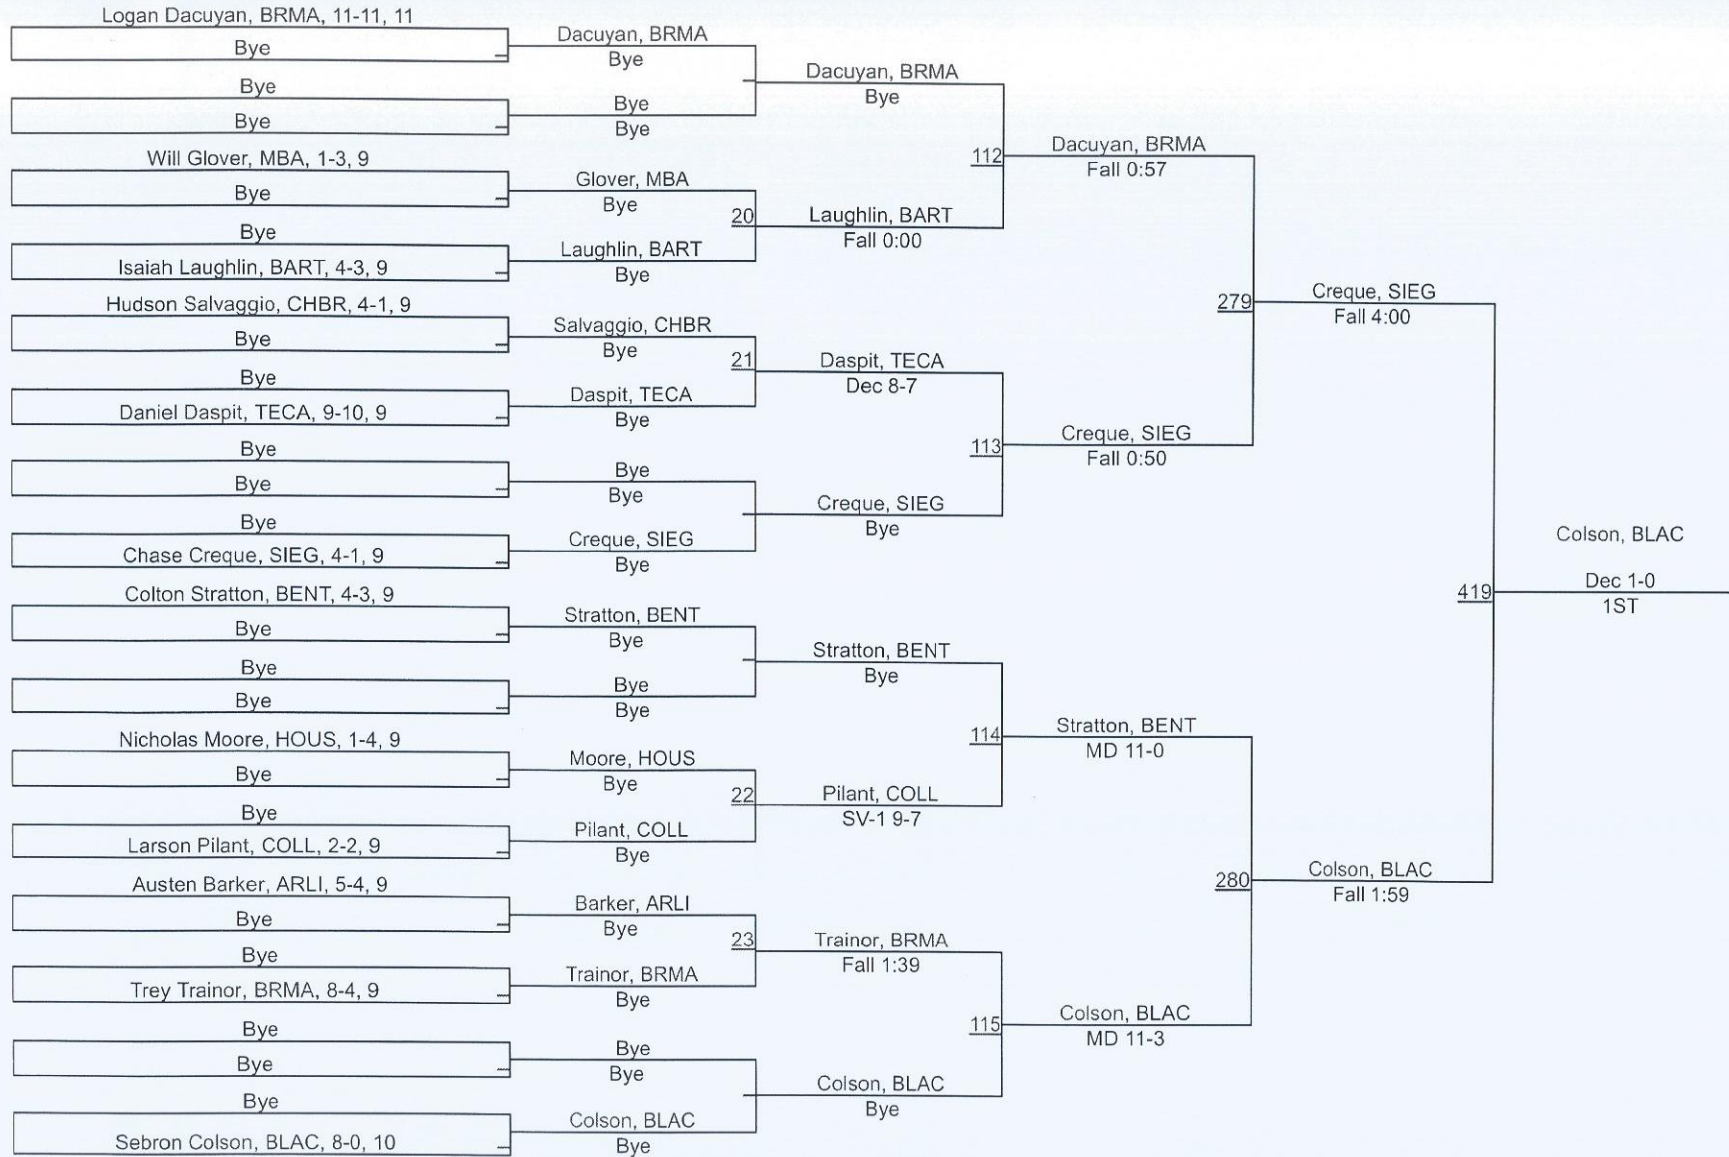 Logan Dacuyan, BRMA, 11-11, 11
Bye
Bye
Bye
Will Glover, MBA, 1-3, 9
Bye
Bye
Isaiah Laughlin, BART, 4-3, 9
Hudson Salvaggio, CHBR, 4-1, 9
Bye
Bye
Daniel Daspit, TECA, 9-10, 9
Bye
Bye
Bye
Chase Creque, SIEG, 4-1, 9
Colton Stratton, BENT, 4-3, 9
Bye
Bye
Bye
Nicholas Moore, HOUS, 1-4, 9
Bye
Bye
Larson Pilant, COLL, 2-2, 9
Austen Barker, ARLI, 5-4, 9
Bye
Bye
Trey Trainor, BRMA, 8-4, 9
Bye
Bye
Bye
Sebron Colson, BLAC, 8-0, 10
Dacuyan, BRMA
Bye
Bye
Bye
Glover, MBA
Bye
20
Laughlin, BART
Bye
Salvaggio, CHBR
Bye
21
Daspit, TECA
Bye
Bye
Bye
Creque, SIEG
Bye
Stratton, BENT
Bye
Bye
Bye
Moore, HOUS
Bye
22
Pilant, COLL
Bye
Barker, ARLI
Bye
23
Trainor, BRMA
Bye
Bye
Bye
Colson, BLAC
Bye
Dacuyan, BRMA
Bye
112
Laughlin, BART
Fall 0:00
Daspit, TECA
Dec 8-7
113
Creque, SIEG
Bye
Stratton, BENT
Bye
114
Pilant, COLL
SV-1 9-7
Trainor, BRMA
Fall 1:39
115
Colson, BLAC
Bye
Dacuyan, BRMA
Fall 0:57
279
Creque, SIEG
Fall 0:50
Stratton, BENT
MD 11-0
280
Colson, BLAC
MD 11-3
Creque, SIEG
Fall 4:00
419
Colson, BLAC
Fall 1:59
Colson, BLAC
Dec 1-0
1ST